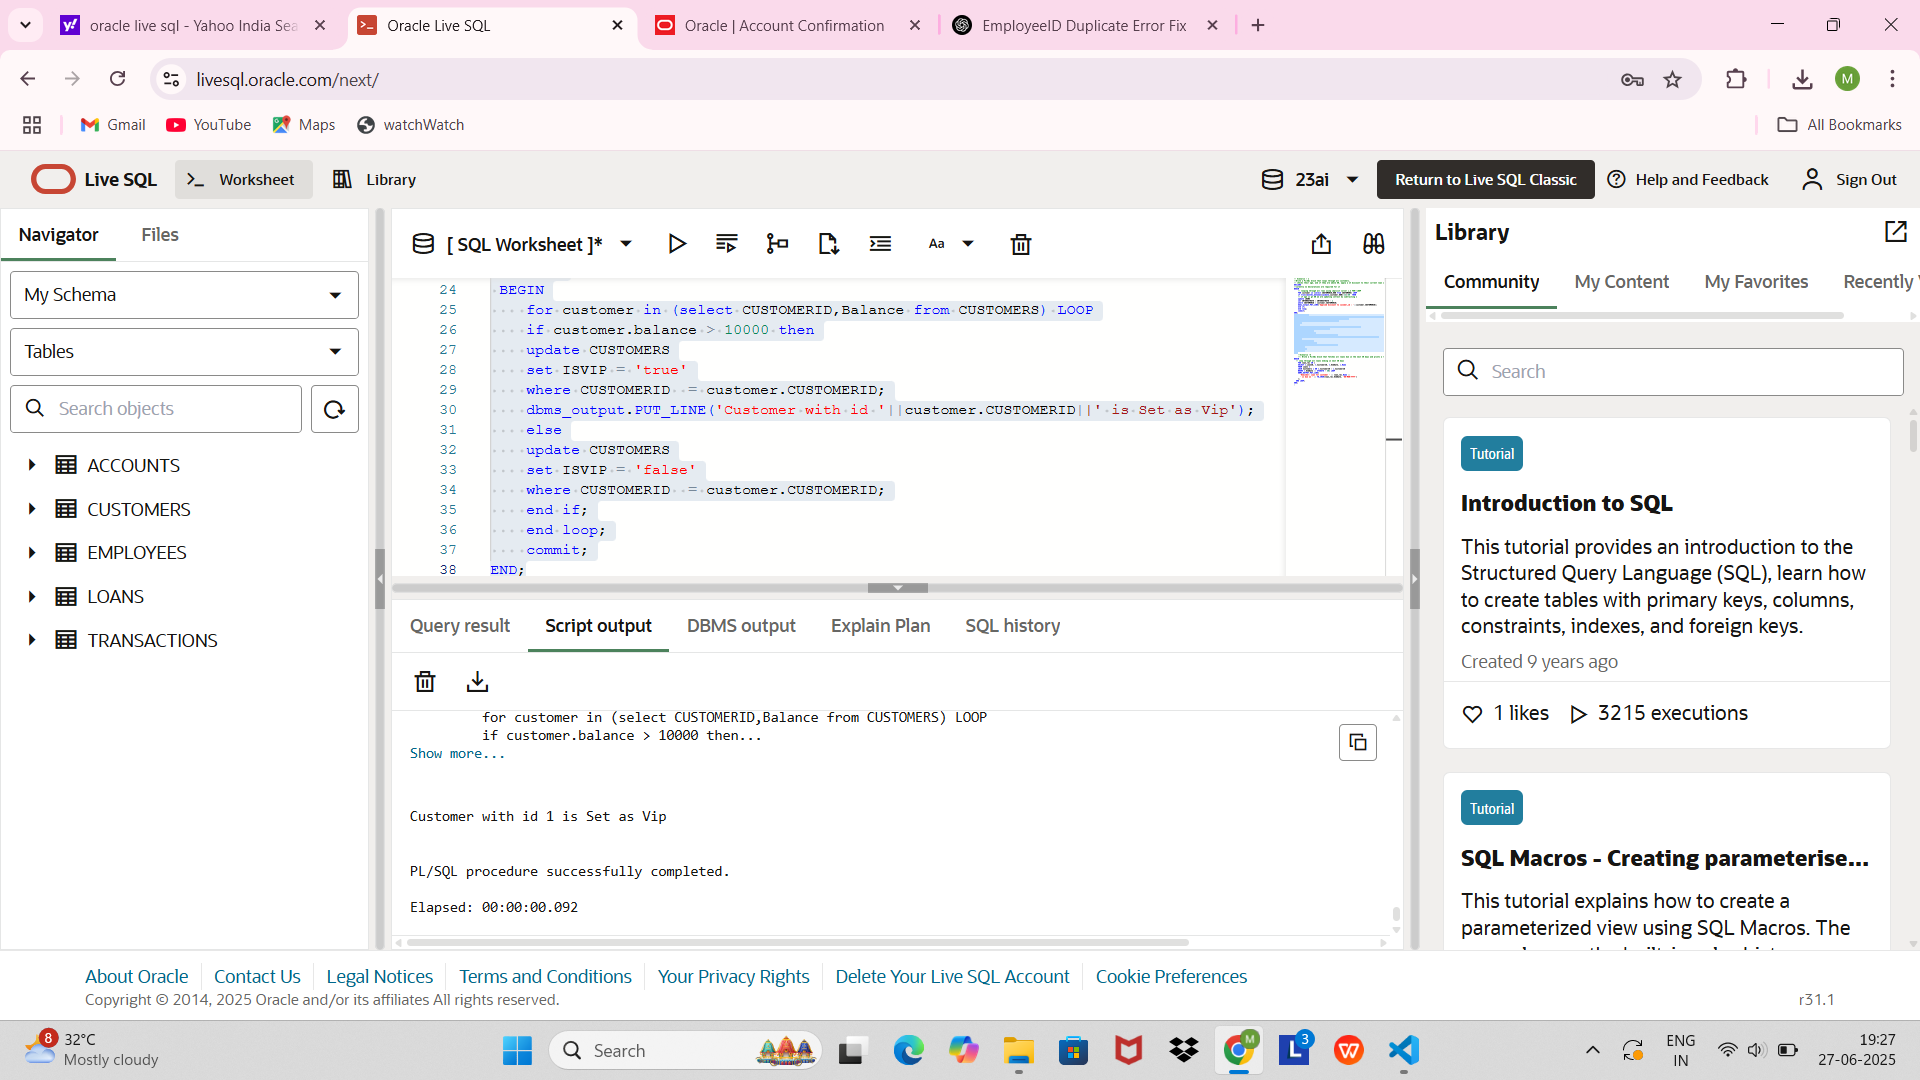 oracle live sql - Yahoo India Sea
Oracle Live SQL
Oracle | Account Confirmation
EmployeeID Duplicate Error Fix
livesql.oracle.com/next/
M
Gmail
YouTube
Maps
watchWatch
All Bookmarks
Live SQL
Worksheet
Library
23ai
Return to Live SQL Classic
Help and Feedback
Sign Out
Navigator
Files
My Schema
Tables
Search objects
ACCOUNTS
CUSTOMERS
EMPLOYEES
LOANS
TRANSACTIONS
[ SQL Worksheet ]*
Aa
24 BEGIN
25 for customer in (select CUSTOMERID,Balance from CUSTOMERS) LOOP
26 if customer.balance > 10000 then
27 update CUSTOMERS
28 set ISVIP = 'true'
29 where CUSTOMERID = customer.CUSTOMERID;
30 dbms_output.PUT_LINE('Customer with id '||customer.CUSTOMERID||' is Set as Vip');
31 else
32 update CUSTOMERS
33 set ISVIP = 'false'
34 where CUSTOMERID = customer.CUSTOMERID;
35 end if;
36 end loop;
37 commit;
38 END;
Query result
Script output
DBMS output
Explain Plan
SQL history
for customer in (select CUSTOMERID,Balance from CUSTOMERS) LOOP
if customer.balance > 10000 then...
Show more...
Customer with id 1 is Set as Vip
PL/SQL procedure successfully completed.
Elapsed: 00:00:00.092
Library
Community
My Content
My Favorites
Recently
Search
Tutorial
Introduction to SQL
This tutorial provides an introduction to the
Structured Query Language (SQL), learn how
to create tables with primary keys, columns,
constraints, indexes, and foreign keys.
Created 9 years ago
1 likes
3215 executions
Tutorial
SQL Macros - Creating parameterise...
This tutorial explains how to create a
parameterized view using SQL Macros. The
About Oracle
Contact Us
Legal Notices
Terms and Conditions
Your Privacy Rights
Delete Your Live SQL Account
Cookie Preferences
Copyright © 2014, 2025 Oracle and/or its affiliates All rights reserved.
r31.1
8
32°C
Mostly cloudy
Search
M
L
3
ENG
IN
19:27
27-06-2025